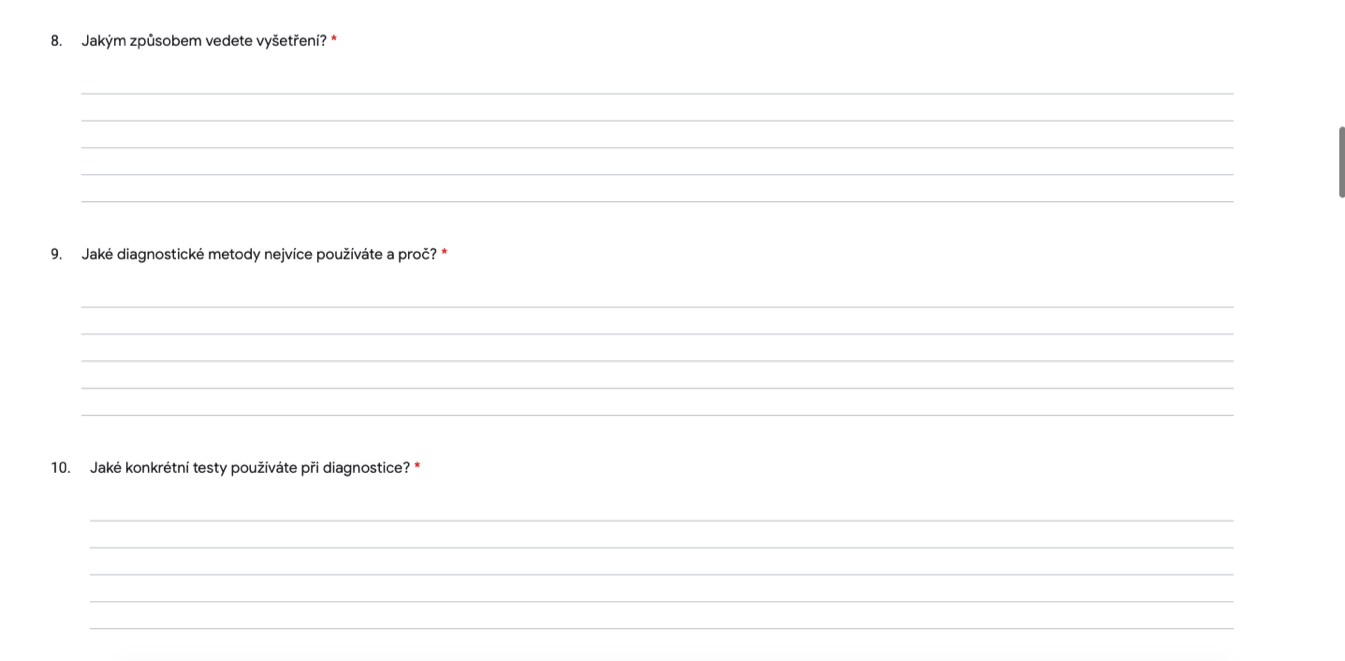 8. Jakým způsobem vedete vyšetření? *
9. Jaké diagnostické metody nejvíce používáte a proč? *
10. Jaké konkrétní testy používáte při diagnostice? *